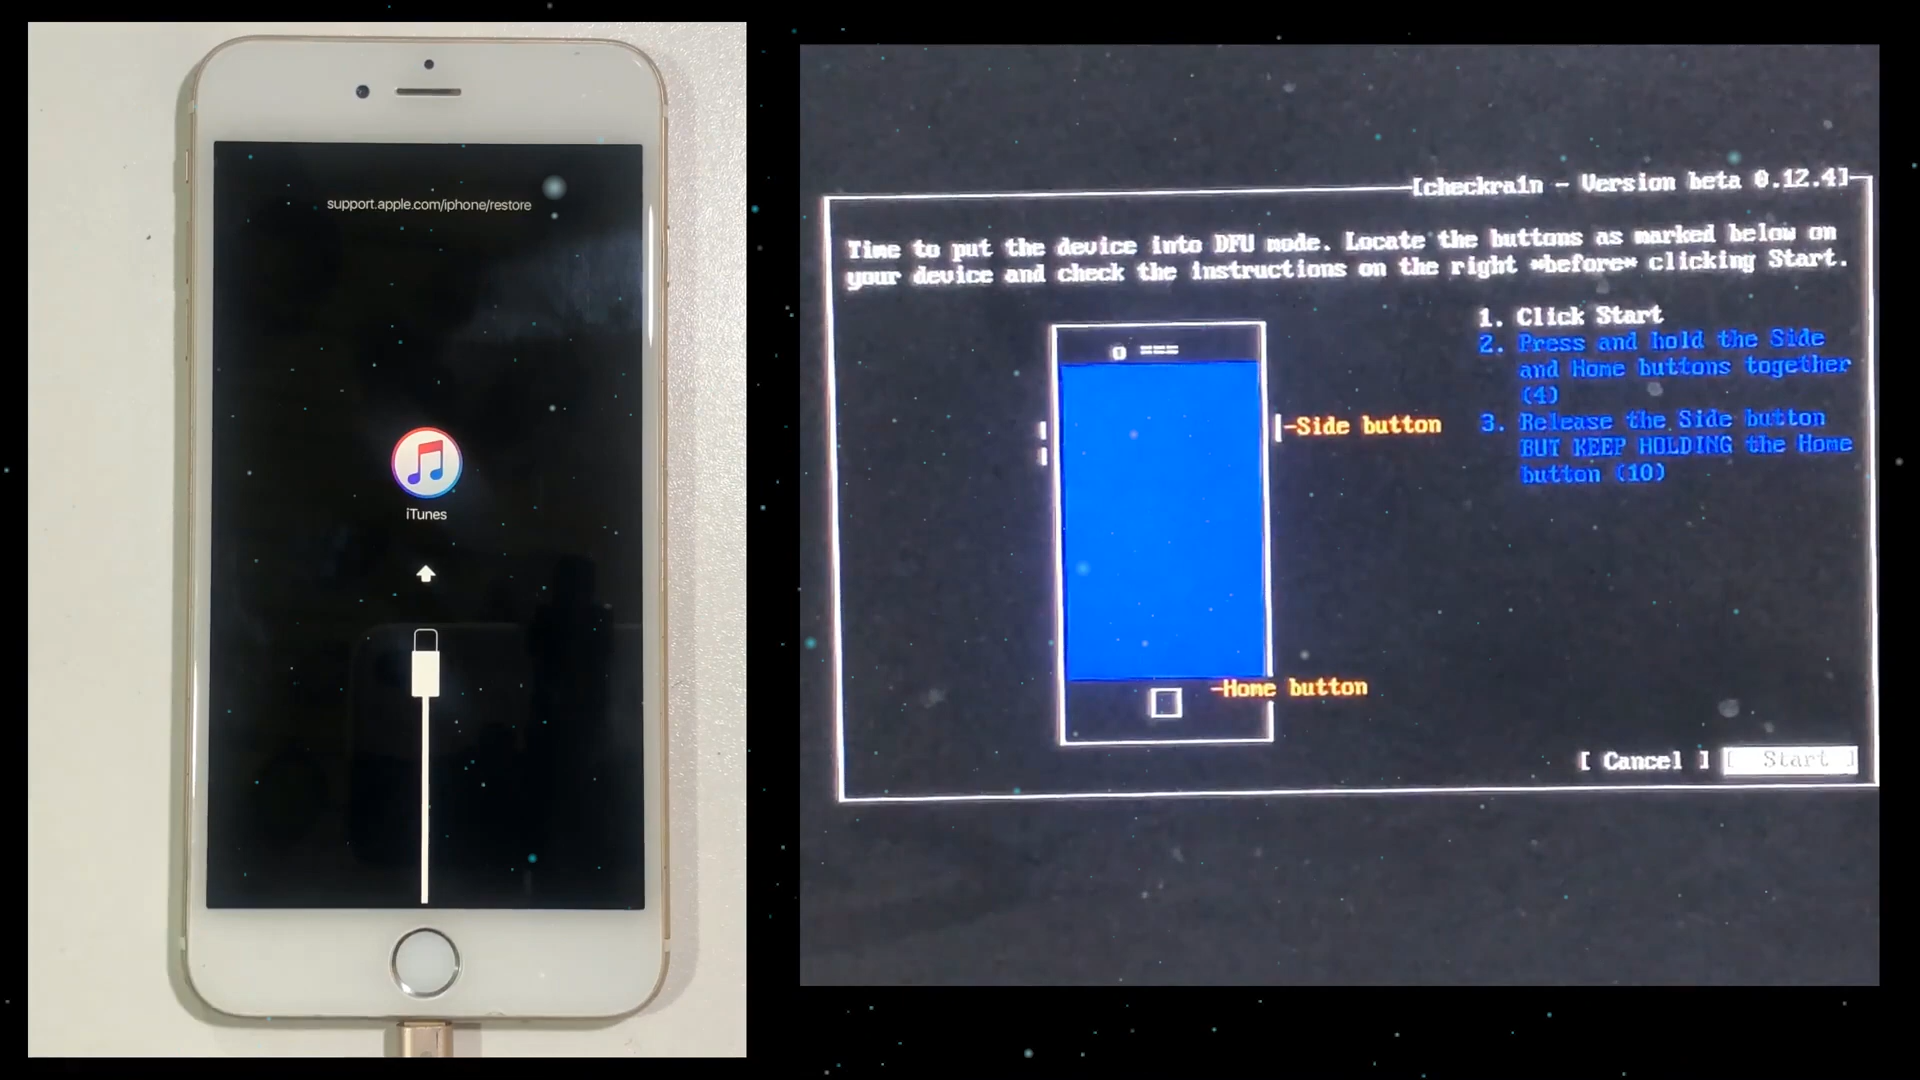 support.apple.com/iphone/restore
iTunes
[checkra1n - Version beta 0.12.4]
Time to put the device into DFU mode. Locate the buttons as marked below on
your device and check the instructions on the right *before* clicking Start.
1. Click Start
2. Press and hold the Side
and Home buttons together
(4)
3. Release the Side button
BUT KEEP HOLDING the Home
button (10)
-Side button
-Home button
[ Cancel ] [ Start ]